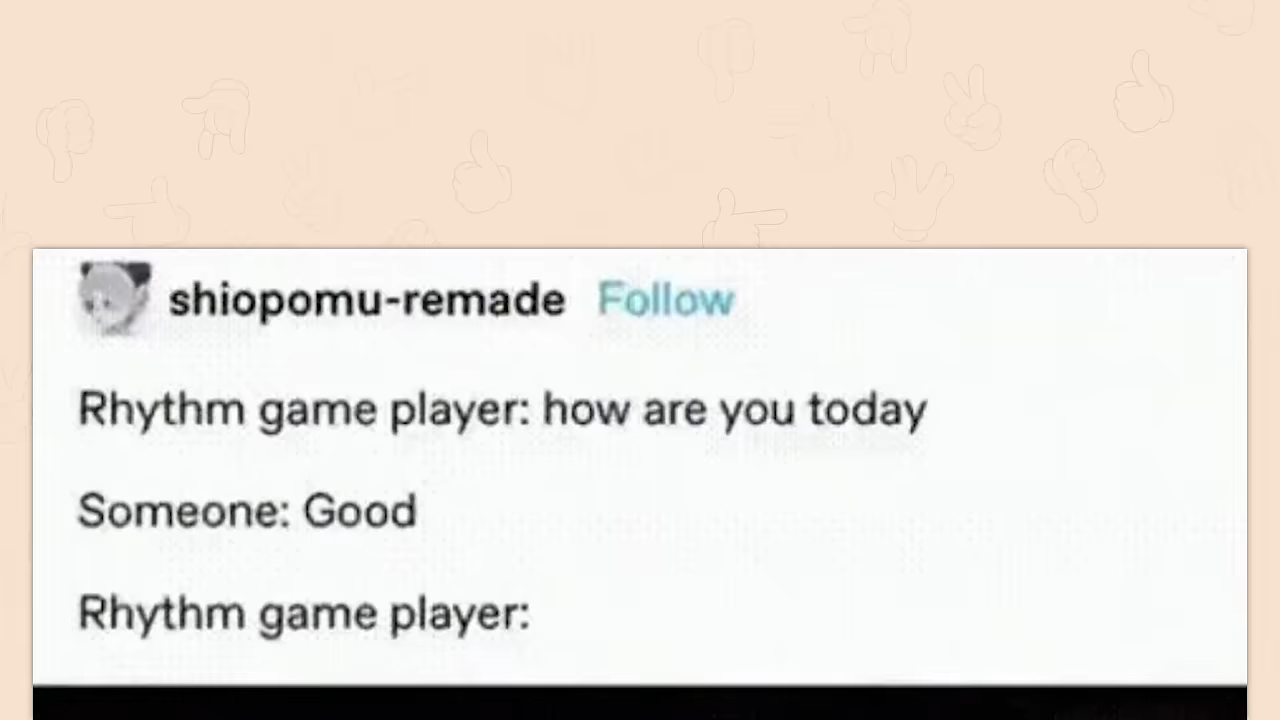 shiopomu-remade Follow
Rhythm game player: how are you today
Someone: Good
Rhythm game player: